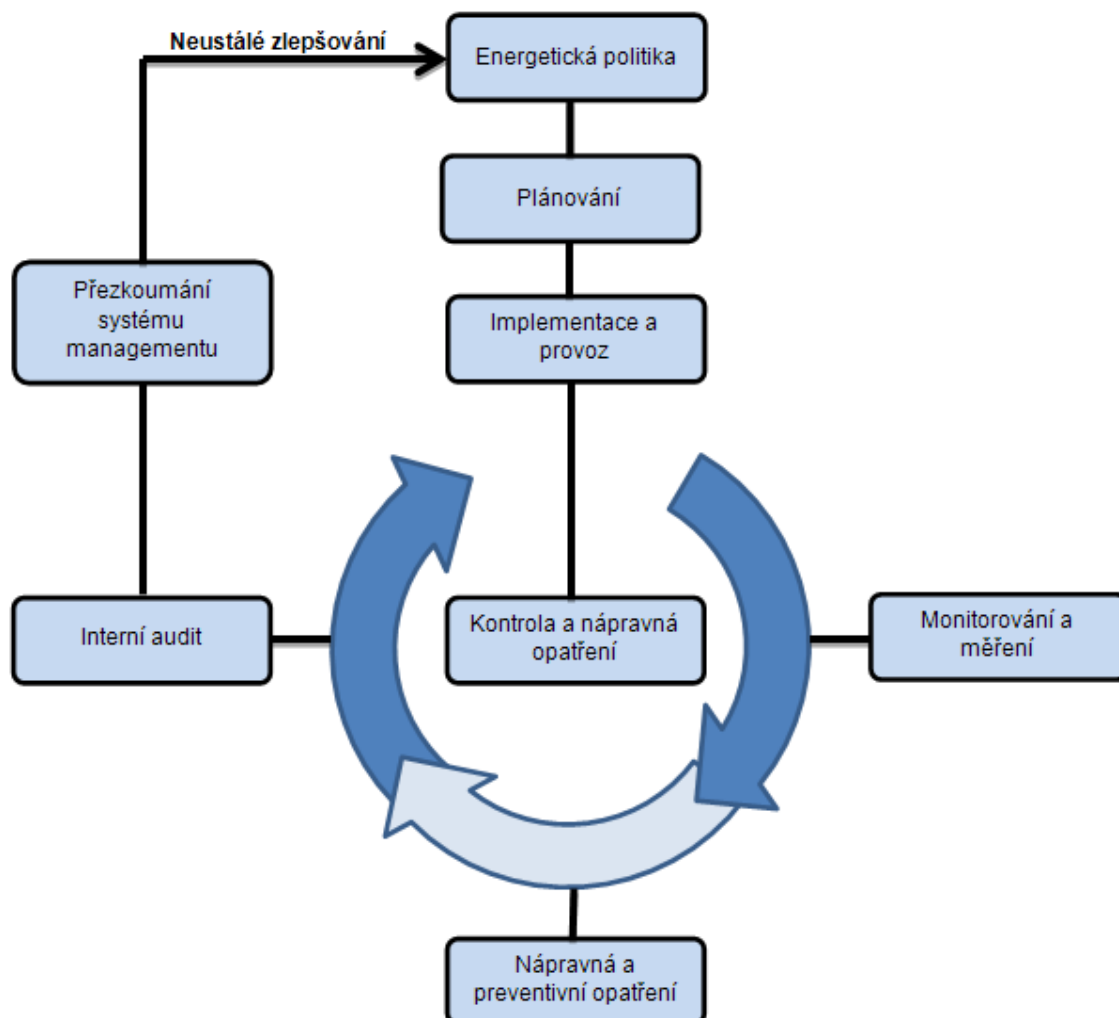 Neustálé zlepšování
Energetická politika
Plánování
Přezkoumání
systému
managementu
Implementace a
provoz
Interní audit
Kontrola a nápravná
opatření
Monitorování a
měření
Nápravná a
preventivní opatření